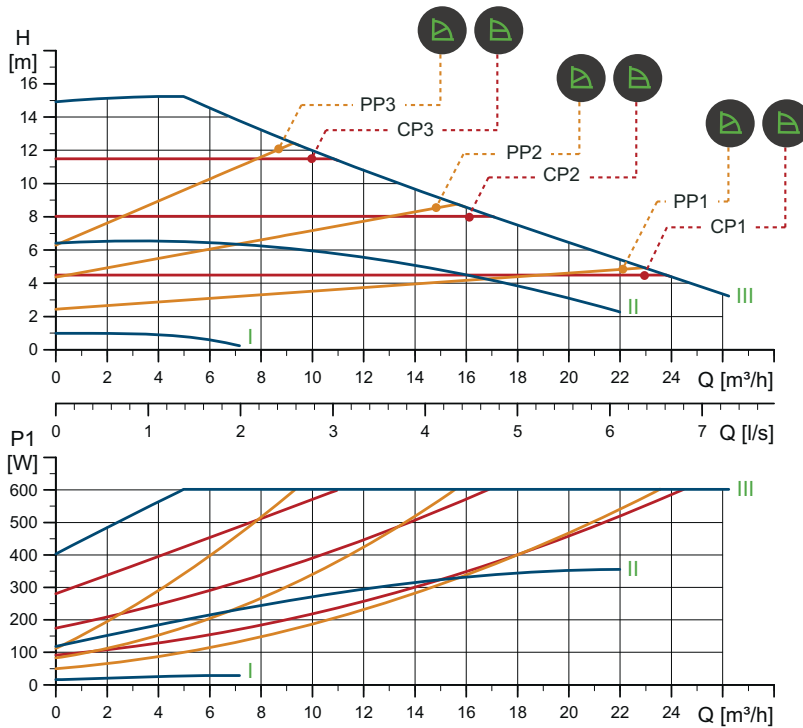 H
[m]
16
14
12
10
8
6
4
2
0
PP3
CP3
PP2
CP2
PP1
CP1
I
II
III
0 2 4 6 8 10 12 14 16 18 20 22 24 Q [m³/h]
0 1 2 3 4 5 6 7 Q [l/s]
P1
[W]
600
500
400
300
200
100
0
III
II
I
0 2 4 6 8 10 12 14 16 18 20 22 24 Q [m³/h]